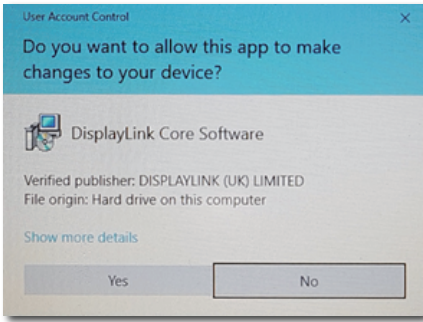 User Account Control
Do you want to allow this app to make
changes to your device?
DisplayLink Core Software
Verified publisher: DISPLAYLINK (UK) LIMITED
File origin: Hard drive on this computer
Show more details
Yes
No